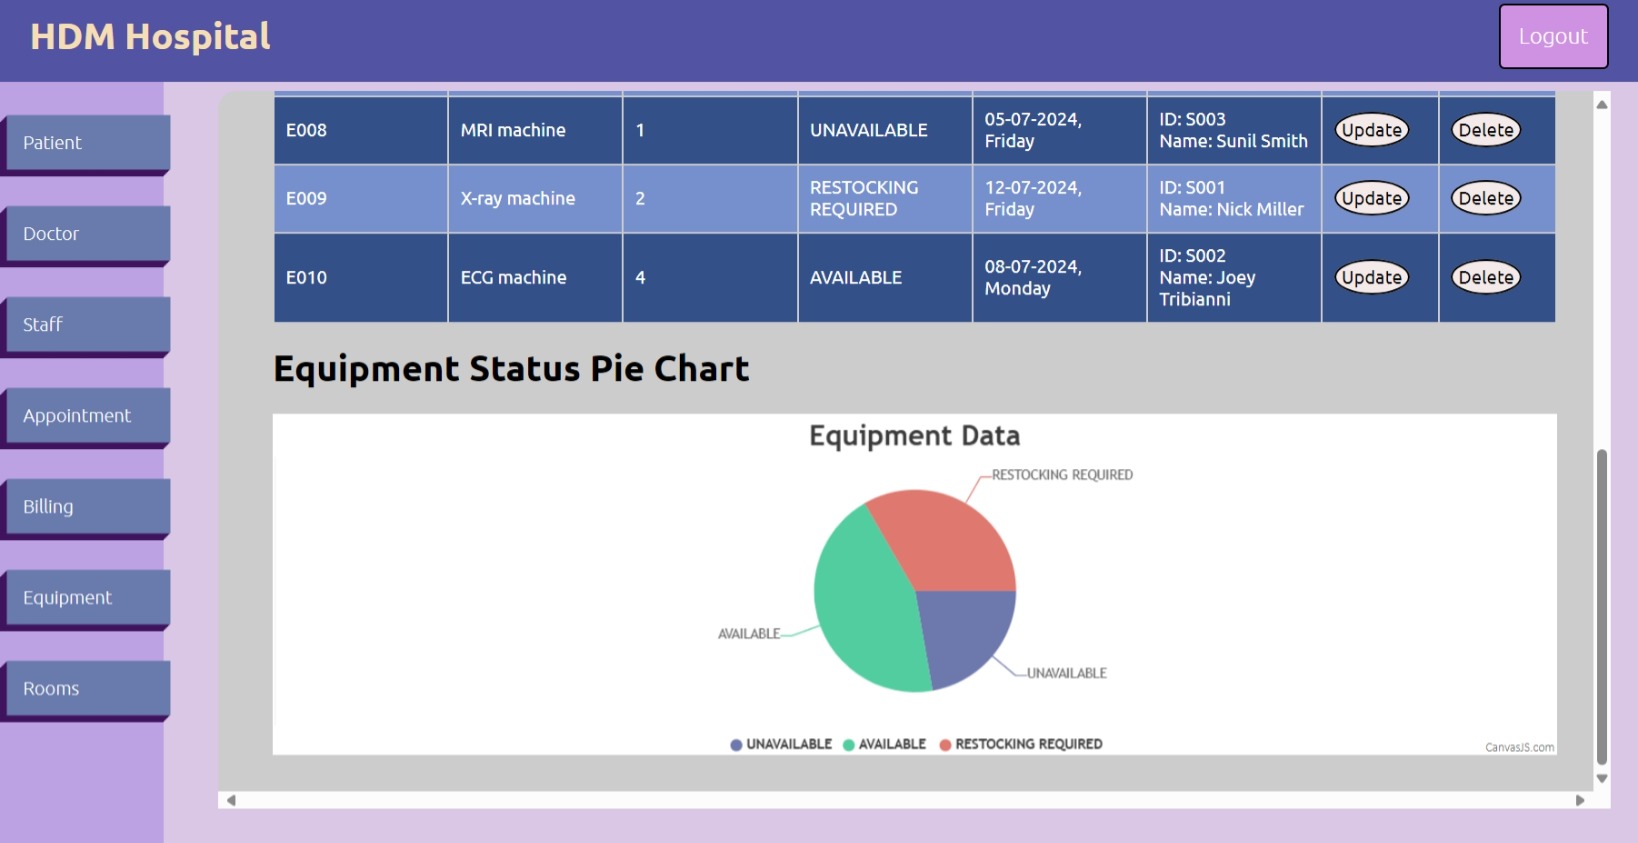 HDM Hospital
Logout
Patient
Doctor
Staff
Appointment
Billing
Equipment
Rooms
E008 MRI machine 1 UNAVAILABLE 05-07-2024, Friday ID: S003 Name: Sunil Smith Update Delete
E009 X-ray machine 2 RESTOCKING REQUIRED 12-07-2024, Friday ID: S001 Name: Nick Miller Update Delete
E010 ECG machine 4 AVAILABLE 08-07-2024, Monday ID: S002 Name: Joey Tribianni Update Delete
Equipment Status Pie Chart
Equipment Data
RESTOCKING REQUIRED
AVAILABLE
UNAVAILABLE
UNAVAILABLE AVAILABLE RESTOCKING REQUIRED
CanvasJS.com